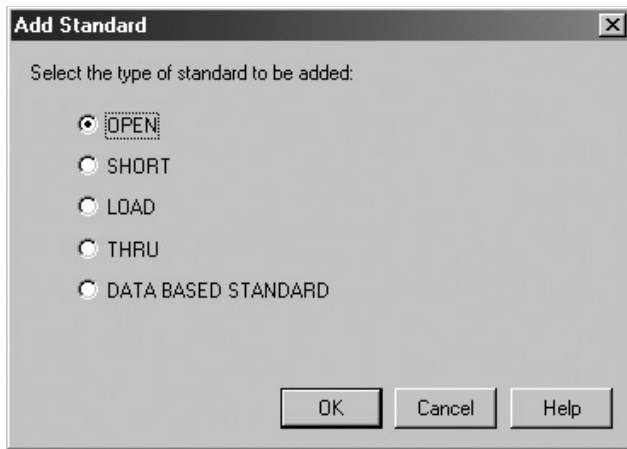 Add Standard
Select the type of standard to be added:
OPEN
SHORT
LOAD
THRU
DATA BASED STANDARD
OK Cancel Help